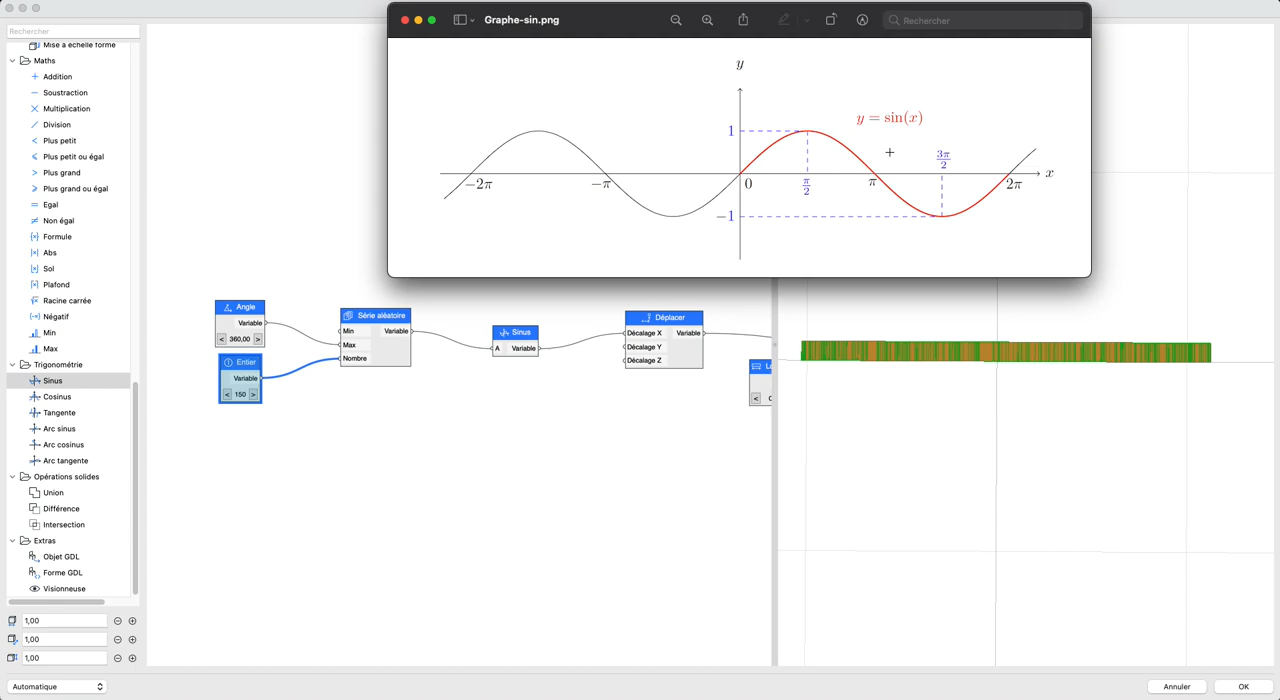 Graphe-sin.png
Rechercher
Rechercher
Mise à échelle forme
Maths
Addition
Soustraction
Multiplication
Division
Plus petit
Plus petit ou égal
Plus grand
Plus grand ou égal
Egal
Non égal
Formule
Abs
Sol
Plafond
Racine carrée
Négatif
Min
Max
Trigonométrie
Sinus
Cosinus
Tangente
Arc sinus
Arc cosinus
Arc tangente
Opérations solides
Union
Différence
Intersection
Extras
Objet GDL
Forme GDL
Visionneuse
1,00
1,00
1,00
Automatique
y
1
y = sin(x)
3π/2
x
−2π
−π
0
π/2
π
2π
−1
Angle
Variable
< 360,00 >
Entier
Variable
< 150 >
Série aléatoire
Min Variable
Max
Nombre
Sinus
A Variable
Déplacer
Décalage X Variable
Décalage Y
Décalage Z
<
Annuler
OK